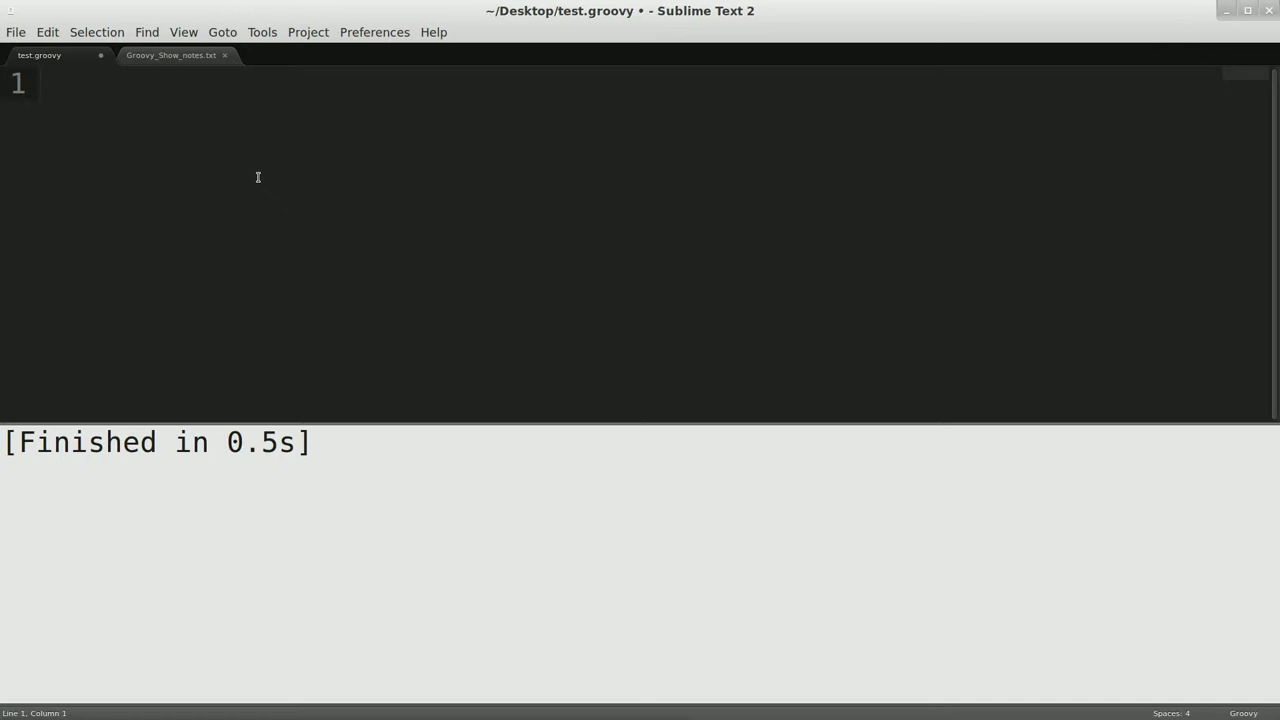 ~/Desktop/test.groovy • - Sublime Text 2
File Edit Selection Find View Goto Tools Project Preferences Help
test.groovy Groovy_Show_notes.txt ×
1
[Finished in 0.5s]
Line 1, Column 1 Spaces: 4 Groovy